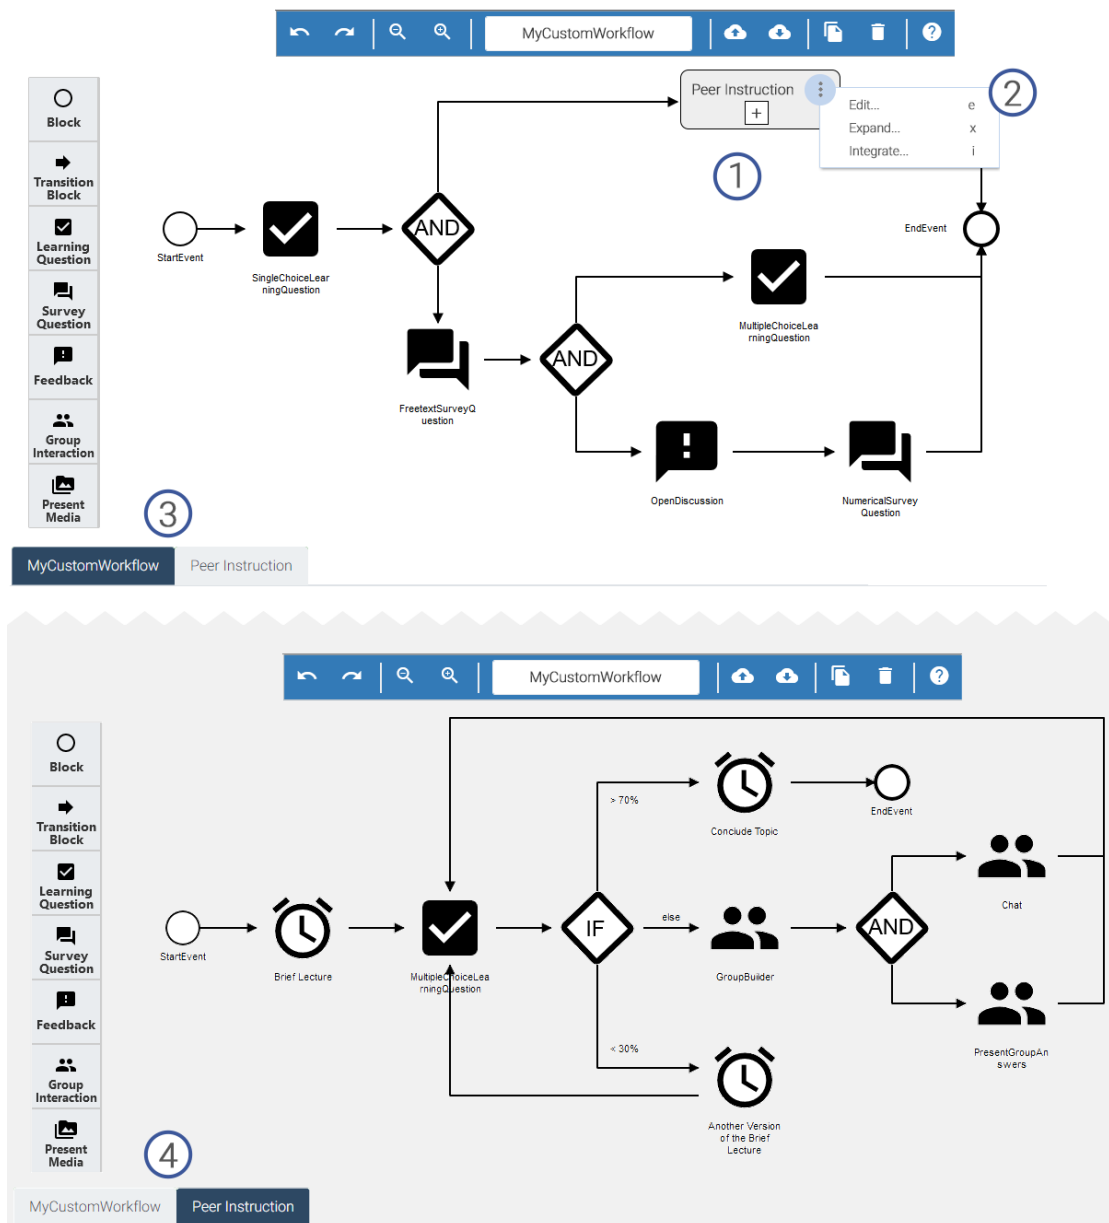 MyCustomWorkflow
Block
Transition
Block
Learning
Question
Survey
Question
Feedback
Group
Interaction
Present
Media
Peer Instruction
+
Edit... e
Expand... x
Integrate... i
2
1
StartEvent
SingleChoiceLear
ningQuestion
AND
EndEvent
MultipleChoiceLea
rningQuestion
FreetextSurveyQ
uestion
AND
OpenDiscussion
NumericalSurvey
Question
3
MyCustomWorkflow
Peer Instruction
MyCustomWorkflow
Block
Transition
Block
Learning
Question
Survey
Question
Feedback
Group
Interaction
Present
Media
> 70%
Conclude Topic
EndEvent
Chat
StartEvent
Brief Lecture
MultipleChoiceLea
rningQuestion
IF
else
GroupBuilder
AND
PresentGroupAn
swers
< 30%
Another Version
of the Brief
Lecture
4
MyCustomWorkflow
Peer Instruction